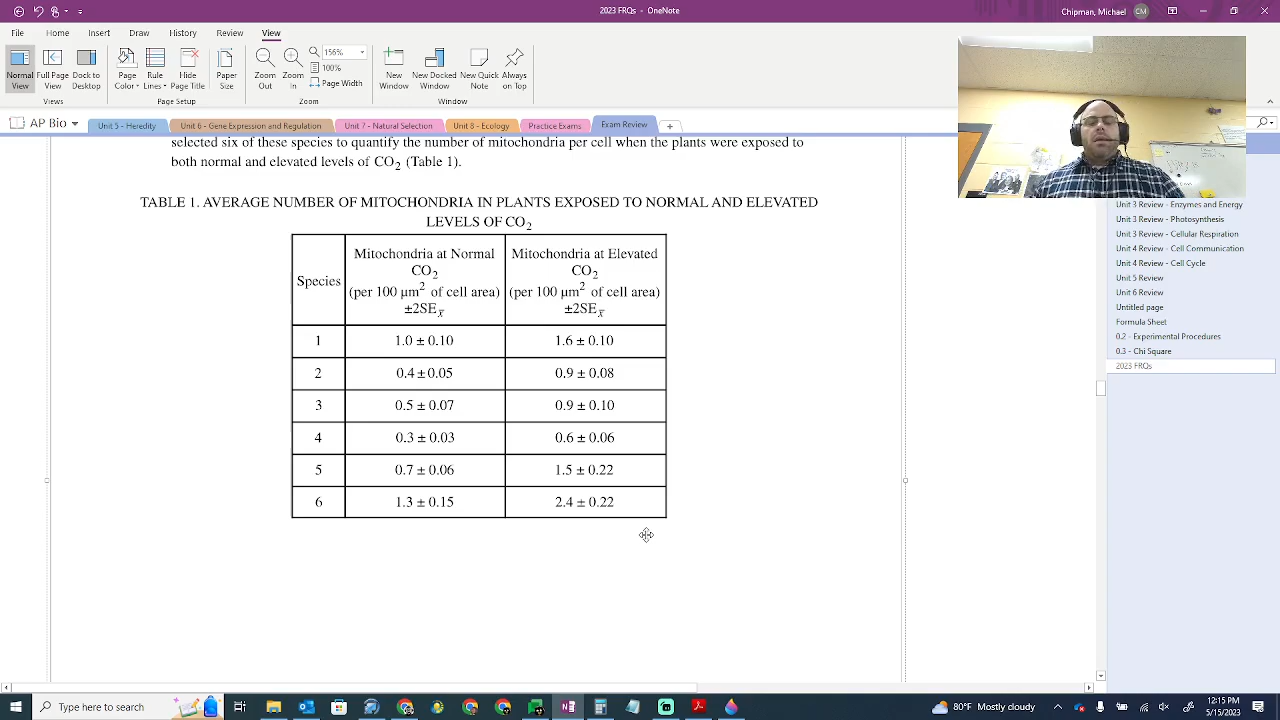 2023 FRQs - OneNote
Chipman, Matt
CM
File Home Insert Draw History Review View
Normal View
Full Page View
Dock to Desktop
Views
Page Color
Rule Lines
Hide Title
Page Setup
Paper Size
Zoom Out
Zoom In
156%
100%
Page Width
Zoom
New Window
New Docked Window
New Quick Note
Always on Top
Window
AP Bio
Unit 5 - Heredity
Unit 6 - Gene Expression and Regulation
Unit 7 - Natural Selection
Unit 8 - Ecology
Practice Exams
Exam Review
selected six of these species to quantify the number of mitochondria per cell when the plants were exposed to
both normal and elevated levels of CO2 (Table 1).
TABLE 1. AVERAGE NUMBER OF MITOCHONDRIA IN PLANTS EXPOSED TO NORMAL AND ELEVATED
LEVELS OF CO2
Species
Mitochondria at Normal
CO2
(per 100 μm2 of cell area)
±2SEx̄
Mitochondria at Elevated
CO2
(per 100 μm2 of cell area)
±2SEx̄
1 1.0 ± 0.10 1.6 ± 0.10
2 0.± 0.05 0.9 ± 0.08
3 0.5 ± 0.07 0.9 ± 0.10
4 0.3 ± 0.03 0.6 ± 0.06
5 0.7 ± 0.06 1.5 ± 0.22
6 1.3 ± 0.15 2.4 ± 0.22
Unit 3 Review - Enzymes and Energy
Unit 3 Review - Photosynthesis
Unit 3 Review - Cellular Respiration
Unit 4 Review - Cell Communication
Unit 4 Review - Cell Cycle
Unit 5 Review
Unit 6 Review
Untitled page
Formula Sheet
0.2 - Experimental Procedures
0.3 - Chi Square
2023 FRQs
Type here to search
80°F Mostly cloudy
12:15 PM
5/15/2023